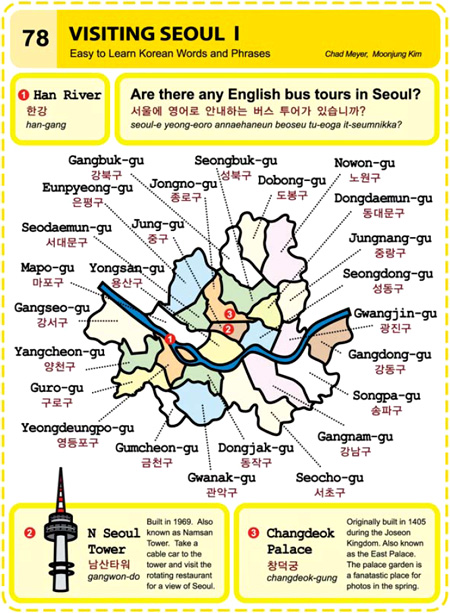 78
VISITING SEOUL I
Easy to Learn Korean Words and Phrases
Chad Meyer, Moonjung Kim
1 Han River
한강
han-gang
Are there any English bus tours in Seoul?
서울에 영어로 안내하는 버스 투어가 있습니까?
seoul-e yeong-eoro annaehaneun beoseu tu-eoga it-seumnikka?
Gangbuk-gu
강북구
Seongbuk-gu
성북구
Nowon-gu
노원구
Eunpyeong-gu
은평구
Jongno-gu
종로구
Dobong-gu
도봉구
Dongdaemun-gu
동대문구
Seodaemun-gu
서대문구
Jung-gu
중구
Jungnang-gu
중랑구
Mapo-gu
마포구
Yongsan-gu
용산구
Seongdong-gu
성동구
Gangseo-gu
강서구
Gwangjin-gu
광진구
3
2
1
Yangcheon-gu
양천구
Gangdong-gu
강동구
Guro-gu
구로구
Songpa-gu
송파구
Yeongdeungpo-gu
영등포구
Gangnam-gu
강남구
Gumcheon-gu
금천구
Dongjak-gu
동작구
Gwanak-gu
관악구
Seocho-gu
서초구
2
N Seoul
Tower
남산타워
gangwon-do
Built in 1969. Also
known as Namsan
Tower. Take a
cable car to the
tower and visit the
rotating restaurant
for a view of Seoul.
3
Changdeok
Palace
창덕궁
changdeok-gung
Originally built in 1405
during the Joseon
Kingdom. Also known
as the East Palace.
The palace garden is
a fanatastic place for
photos in the spring.